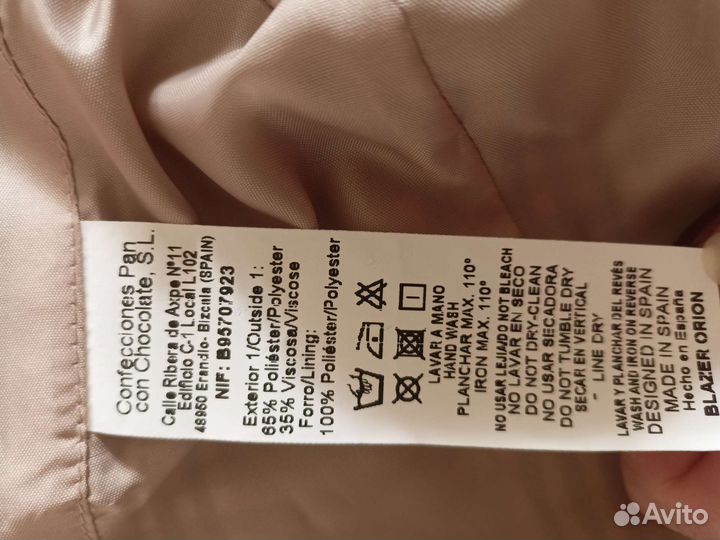 Confecciones Pan
con Chocolate, S.L.
Calle Ribera de Axpe Nº11
Edificio C-1 Local L102
48950 Erandio- Bizcaia (SPAIN)
NIF: B95707923
Exterior 1/Outside 1:
65% Poliéster/Polyester
35% Viscosa/Viscose
Forro/Lining:
100% Poliéster/Polyester
LAVAR A MANO
HAND WASH
PLANCHAR MAX. 110°
IRON MAX. 110°
NO USAR LEJIA/DO NOT BLEACH
NO LAVAR EN SECO
DO NOT DRY-CLEAN
NO USAR SECADORA
DO NOT TUMBLE DRY
SECAR EN VERTICAL
- LINE DRY
LAVAR Y PLANCHAR DEL REVÉS
WASH AND IRON ON REVERSE
DESIGNED IN SPAIN
MADE IN SPAIN
Hecho en España
BLAZER ORION
Avito